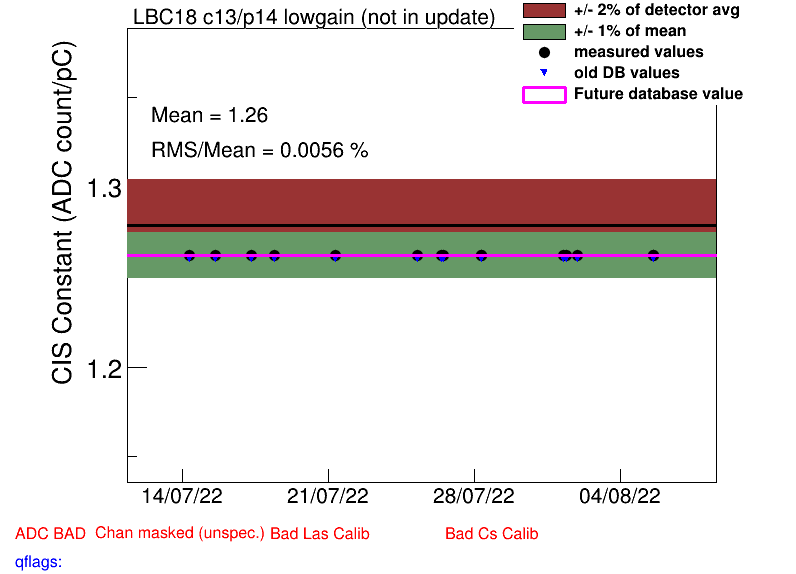 LBC18 c13/p14 lowgain (not in update)
+/- 2% of detector avg
+/- 1% of mean
measured values
old DB values
Future database value
Mean = 1.26
RMS/Mean = 0.0056 %
CIS Constant (ADC count/pC)
1.3
1.2
14/07/22 21/07/22 28/07/22 04/08/22
ADC BAD Chan masked (unspec.) Bad Las Calib Bad Cs Calib
qflags: